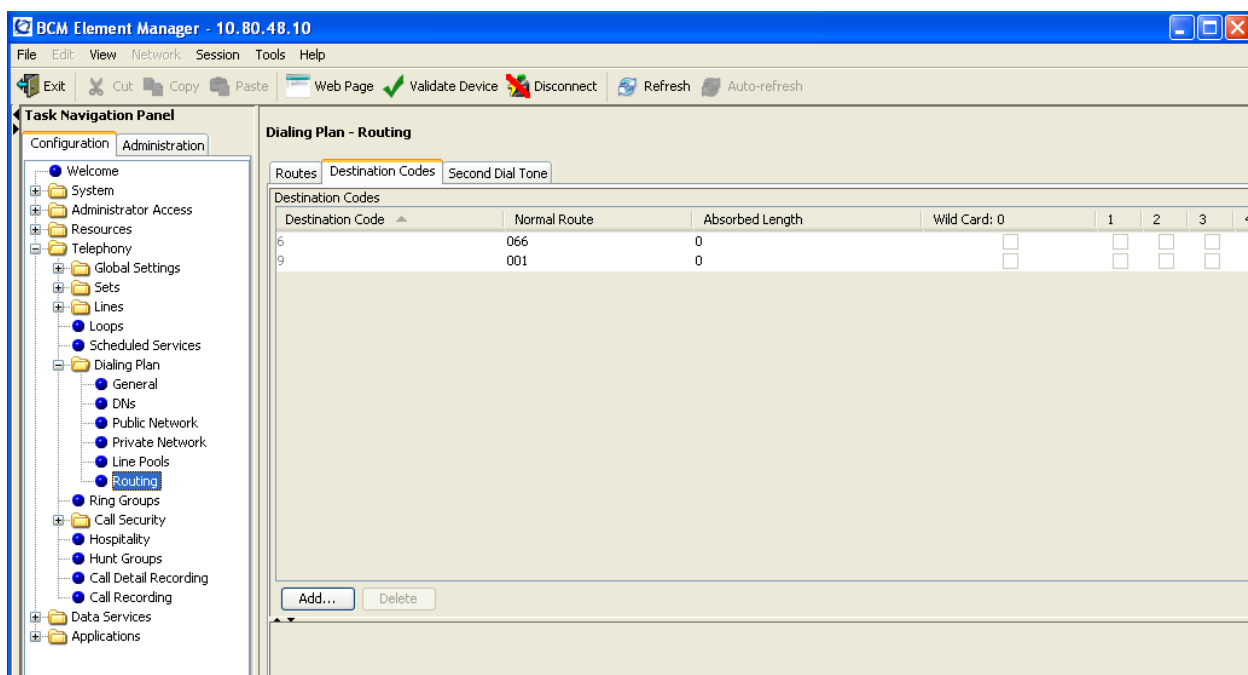 BCM Element Manager - 10.80.48.10
File Edit View Network Session Tools Help
Exit Cut Copy Paste Web Page Validate Device Disconnect Refresh Auto-refresh
Task Navigation Panel
Configuration Administration
Welcome
System
Administrator Access
Resources
Telephony
Global Settings
Sets
Lines
Loops
Scheduled Services
Dialing Plan
General
DNs
Public Network
Private Network
Line Pools
Routing
Ring Groups
Call Security
Hospitality
Hunt Groups
Call Detail Recording
Call Recording
Data Services
Applications
Dialing Plan - Routing
Routes Destination Codes Second Dial Tone
Destination Codes
Destination Code Normal Route Absorbed Length Wild Card: 0 1 2 3
6 066 0
9 001 0
Add... Delete